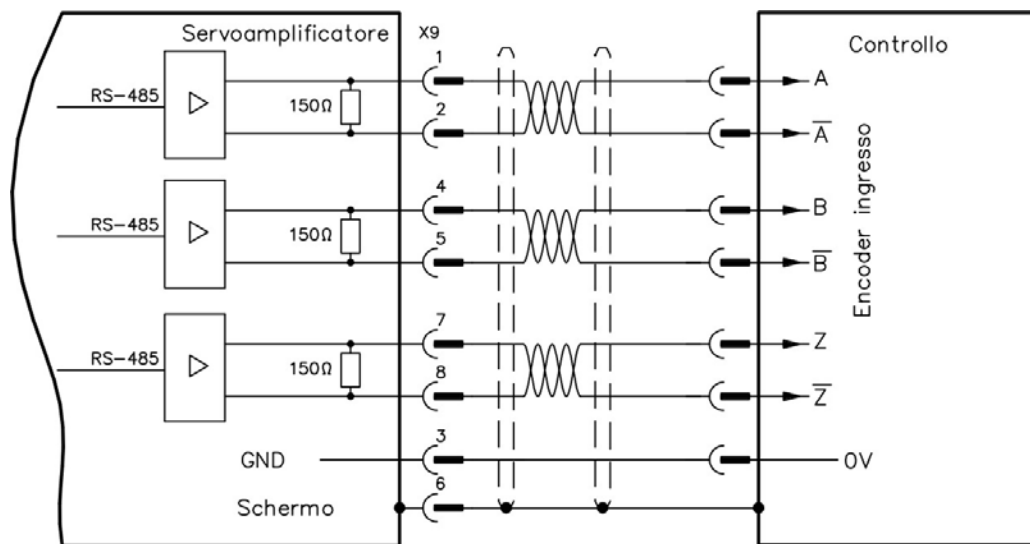 Servoamplificatore X9 Controllo
1
RS-485 150Ω A
2
A̅
4
RS-485 150Ω B
5
B̅
Encoder ingresso
7
RS-485 150Ω Z
8
Z̅
3
GND 0V
6
Schermo